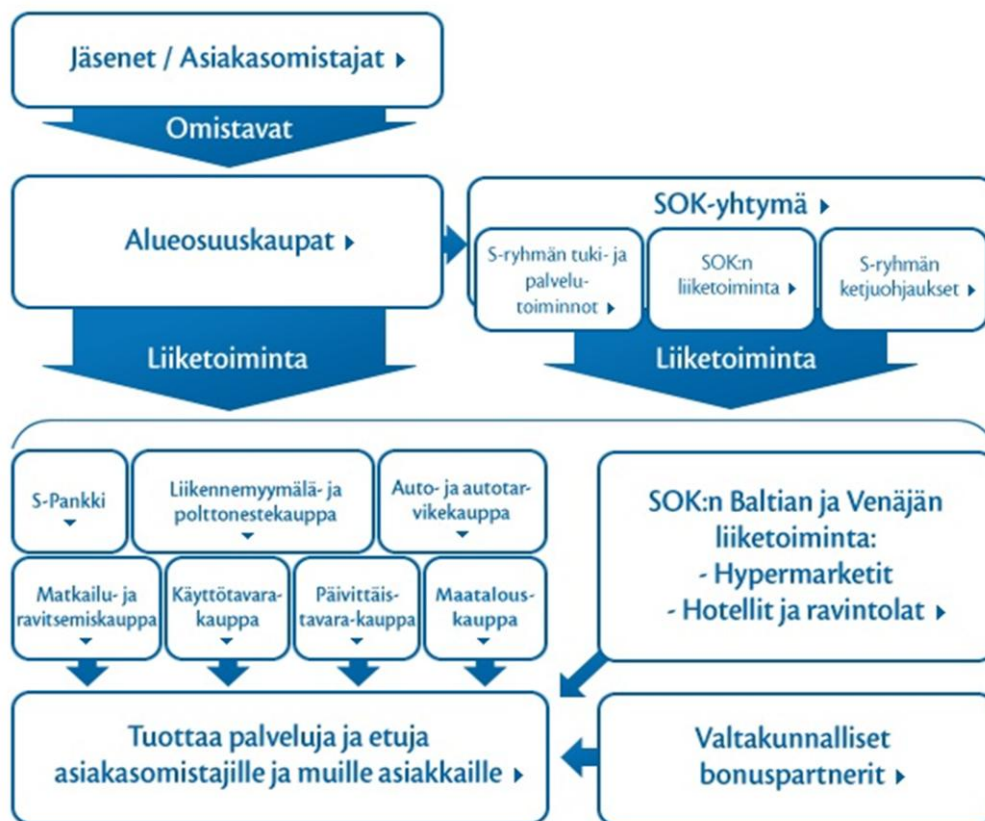 Jäsenet / Asiakasomistajat
Omistavat
Alueosuuskaupat
SOK-yhtymä
S-ryhmän tuki- ja
palvelu-
toiminnot
SOK:n
liiketoiminta
S-ryhmän
ketjuohjaukset
Liiketoiminta
Liiketoiminta
S-Pankki
Liikennemyymälä- ja
polttonestekauppa
Auto- ja autotar-
vikekauppa
Matkailu- ja
ravitsemiskauppa
Käyttötavara-
kauppa
Päivittäis-
tavara-kauppa
Maatalous-
kauppa
SOK:n Baltian ja Venäjän
liiketoiminta:
- Hypermarketit
- Hotellit ja ravintolat
Tuottaa palveluja ja etuja
asiakasomistajille ja muille asiakkaille
Valtakunnalliset
bonuspartnerit